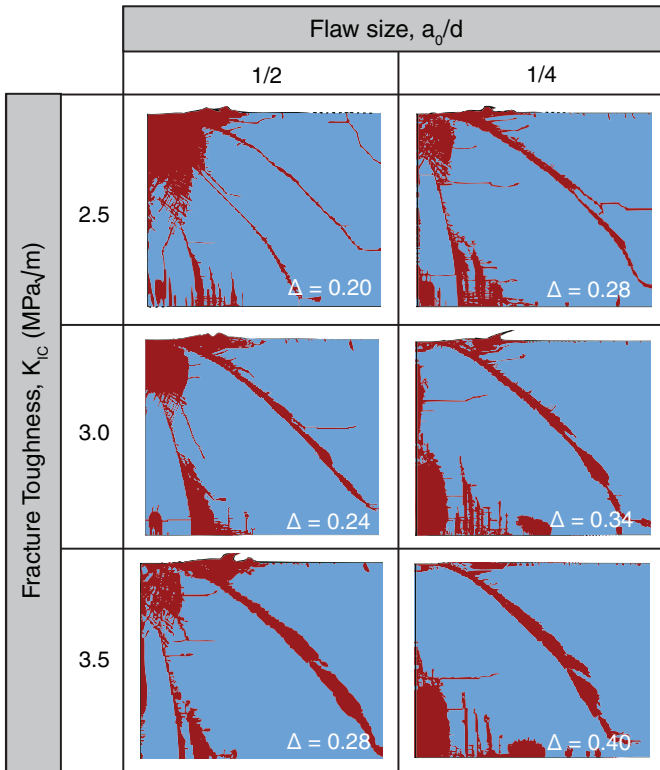 Flaw size, a₀/d
1/2
1/4
Fracture Toughness, K_IC (MPa√m)
2.5
Δ = 0.20
Δ = 0.28
3.0
Δ = 0.24
Δ = 0.34
3.5
Δ = 0.28
Δ = 0.40